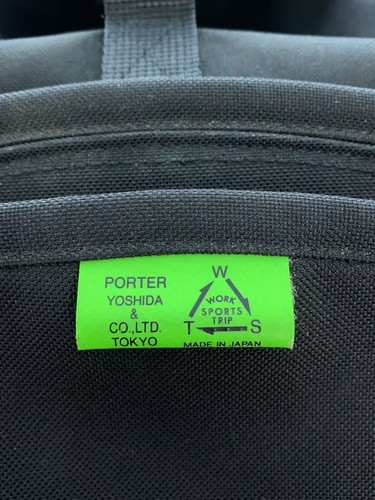 PORTER
YOSHIDA
&
CO.,LTD.
TOKYO
W
WORK
SPORTS
TRIP
T S
MADE IN JAPAN